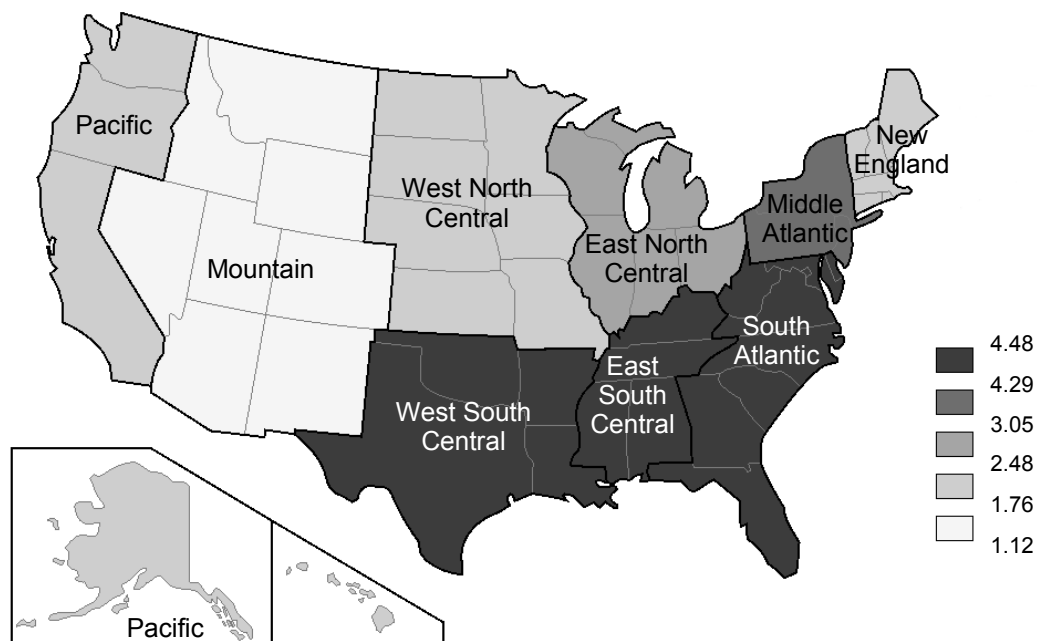 Pacific
New
England
West North
Central
Middle
Atlantic
East North
Central
Mountain
South
Atlantic
East
South
Central
West South
Central
4.48
4.29
3.05
2.48
1.76
1.12
Pacific